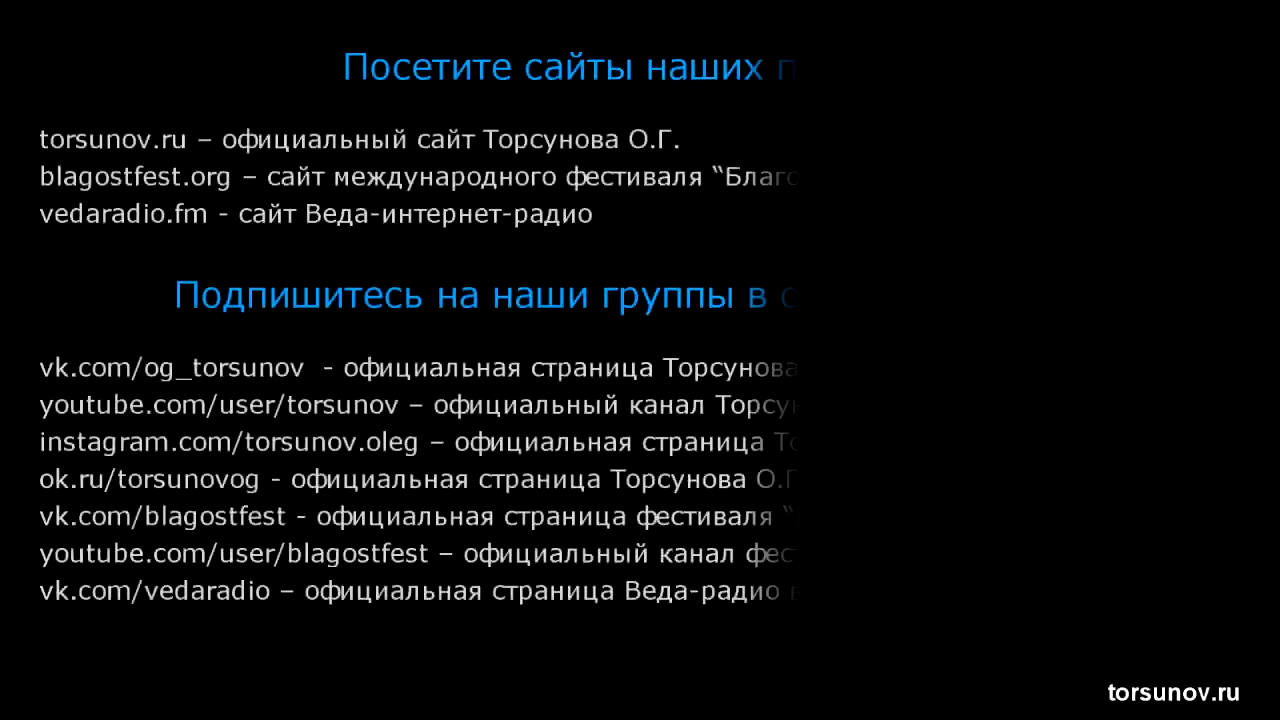 Посетите сайты наших
torsunov.ru – официальный сайт Торсунова О.Г.
blagostfest.org – сайт международного фестиваля
vedaradio.fm - сайт Веда-интернет-радио
Подпишитесь на наши группы в
vk.com/og_torsunov - официальная страница Торсунова
youtube.com/user/torsunov – официальный канал
instagram.com/torsunov.oleg – официальная страница
ok.ru/torsunovog - официальная страница Торсунова О.Г
vk.com/blagostfest - официальная страница фестиваля
youtube.com/user/blagostfest – официальный канал
vk.com/vedaradio – официальная страница Веда-радио
torsunov.ru